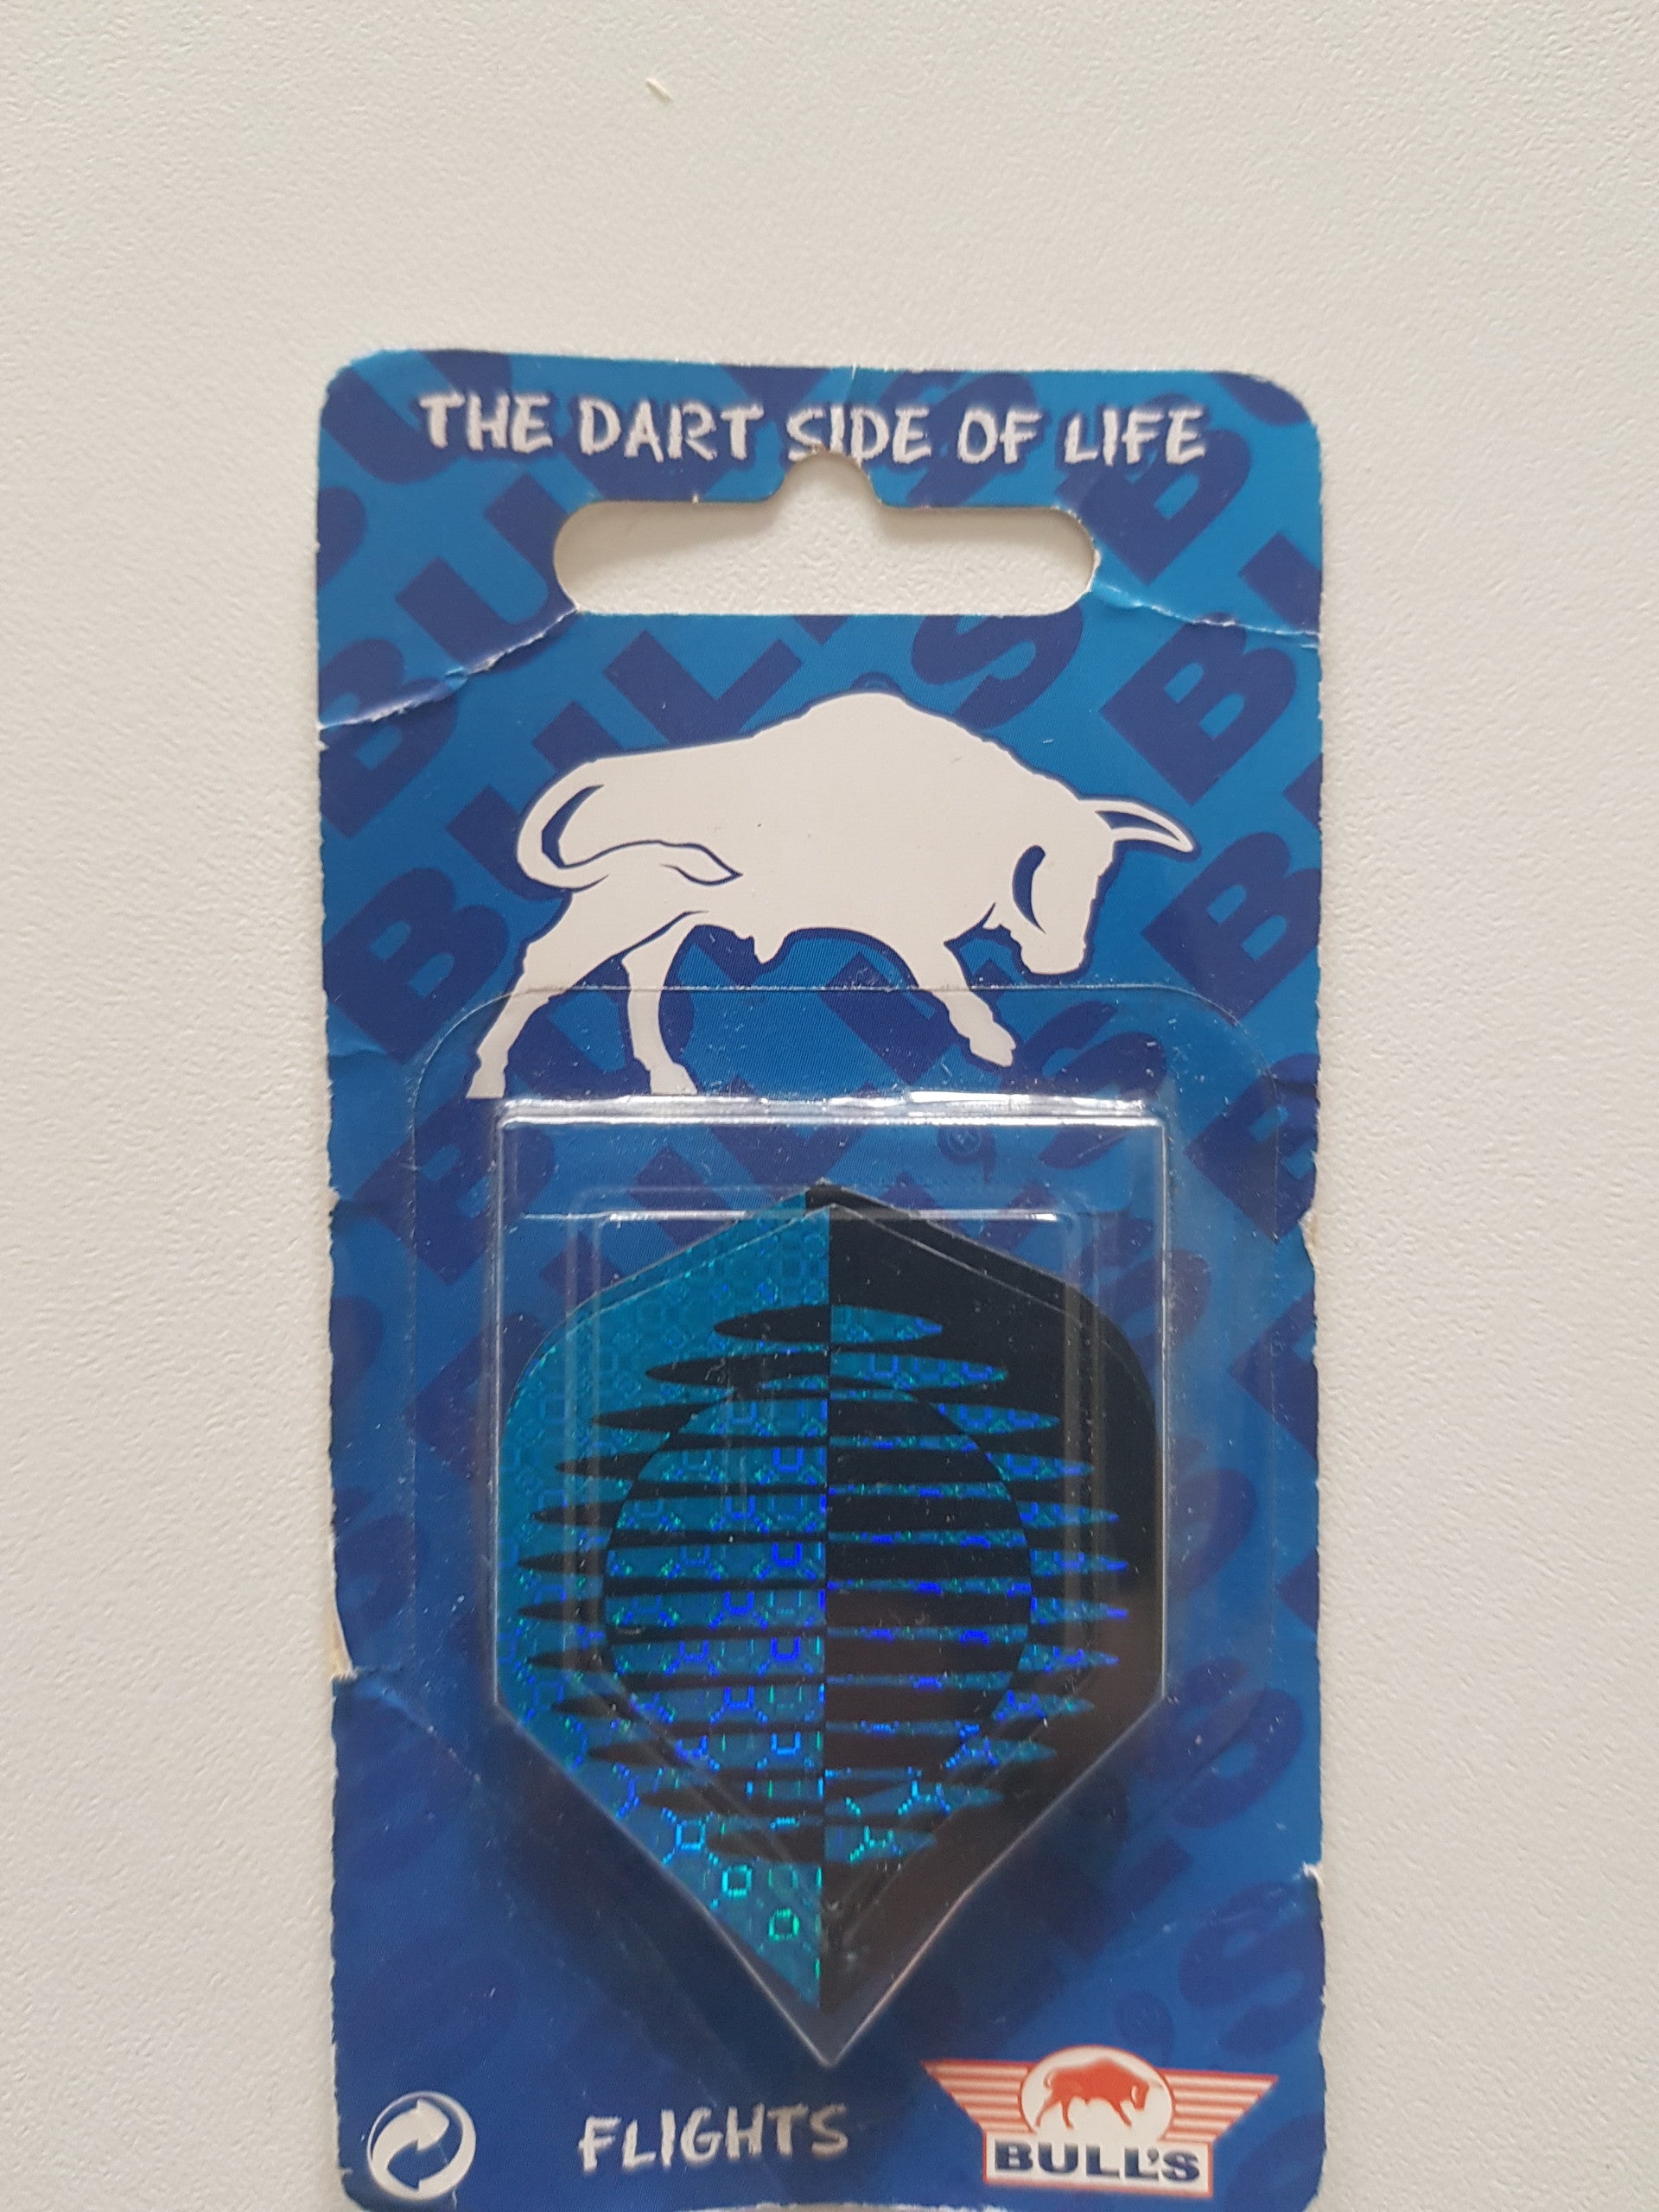 THE DART SIDE OF LIFE
FLIGHTS
BULL'S